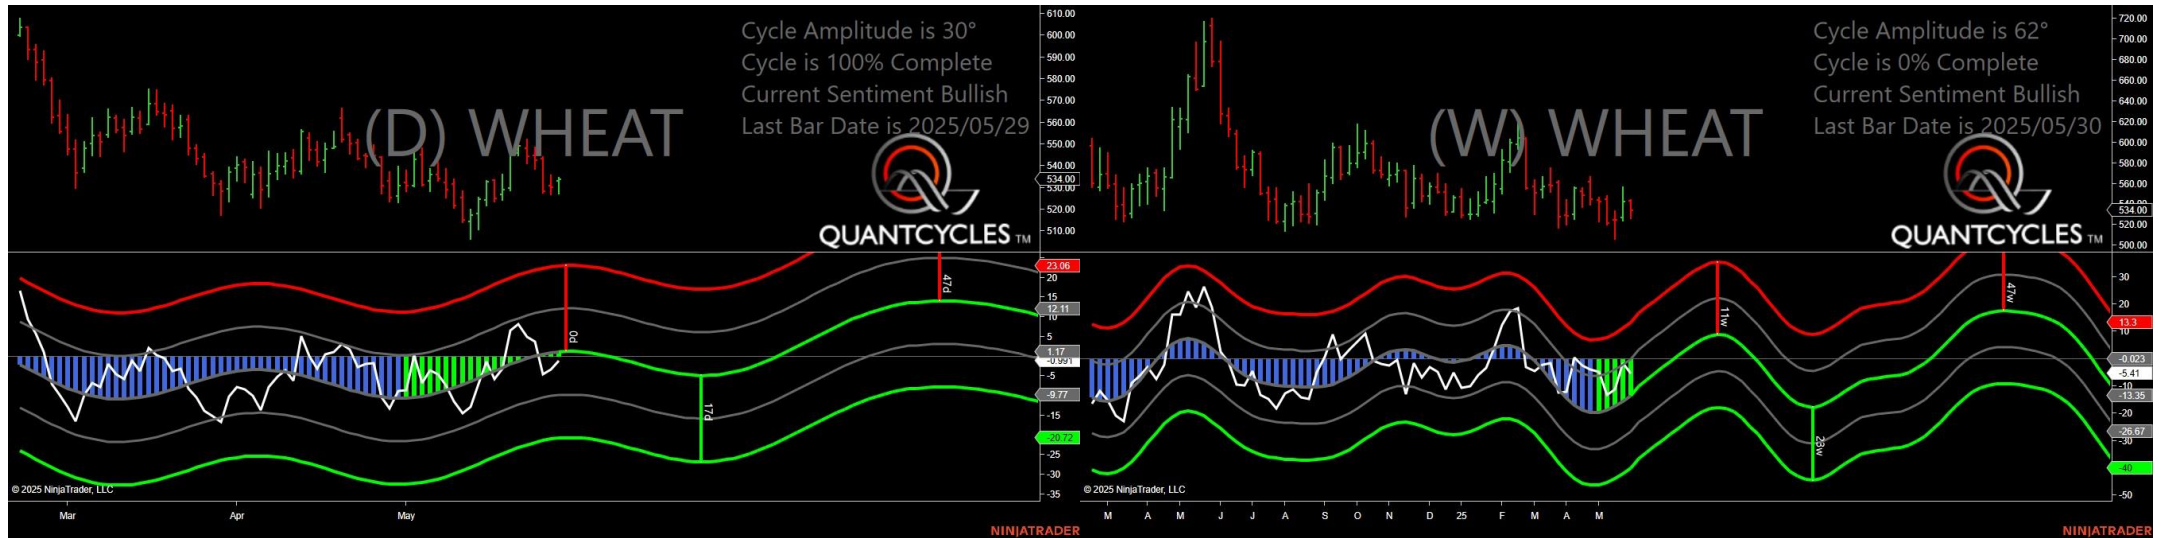 Cycle Amplitude is 30°
Cycle is 100% Complete
Current Sentiment Bullish
Last Bar Date is 2025/05/29
(D) WHEAT
QUANTCYCLES TM
610.00
600.00
590.00
580.00
570.00
560.00
550.00
540.00
534.00
530.00
520.00
510.00
23.06
20
15
12.11
10
5
1.17
-0.991
-5
-9.77
-15
-20.72
-25
-30
-35
0d
17d
47d
© 2025 NinjaTrader, LLC
Mar
Apr
May
NINJATRADER
Cycle Amplitude is 62°
Cycle is 0% Complete
Current Sentiment Bullish
Last Bar Date is 2025/05/30
(W) WHEAT
QUANTCYCLES TM
720.00
700.00
680.00
660.00
640.00
620.00
600.00
580.00
560.00
540.00
534.00
520.00
500.00
30
20
13.3
10
-0.023
-5.41
-10
-13.35
-20
-26.67
-30
-40
-50
11w
23w
47w
© 2025 NinjaTrader, LLC
M A M J J A S O N D 25 F M A M
NINJATRADER